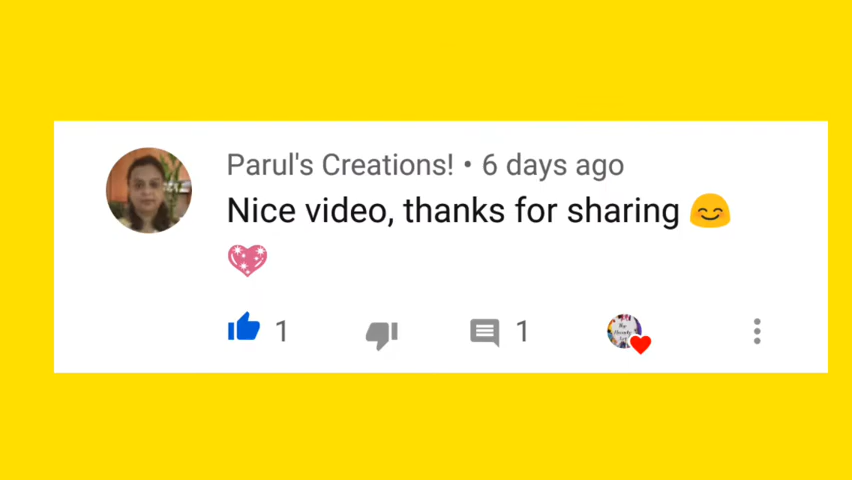 Parul's Creations! • 6 days ago
Nice video, thanks for sharing 😊
💖
1
1